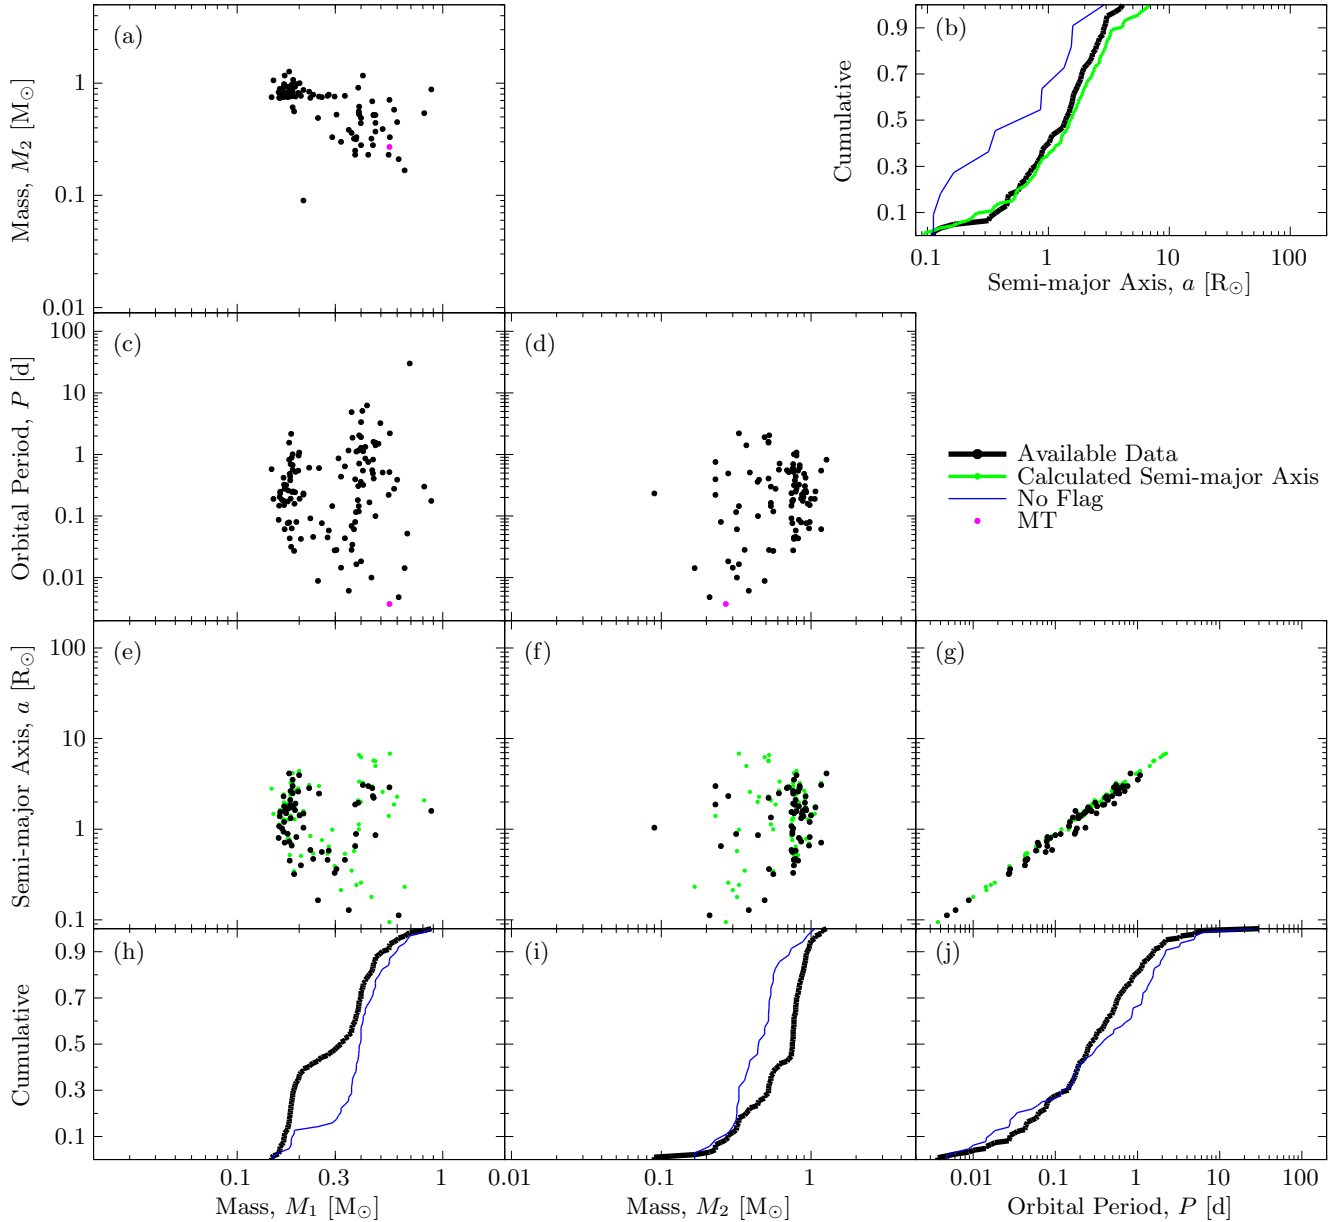 (a)
Mass, M₂ [M⊙]
1
0.1
0.01
(b)
Cumulative
0.9
0.7
0.5
0.3
0.1
0.1 1 10 100
Semi-major Axis, a [R⊙]
(c)
Orbital Period, P [d]
100
10
1
0.1
0.01
(d)
Available Data
Calculated Semi-major Axis
No Flag
MT
(e)
Semi-major Axis, a [R⊙]
100
10
1
0.1
(f)
(g)
(h)
Cumulative
0.9
0.7
0.5
0.3
0.1
0.1 0.3 1
Mass, M₁ [M⊙]
(i)
0.1 1
Mass, M₂ [M⊙]
(j)
0.01 0.1 1 10 100
Orbital Period, P [d]